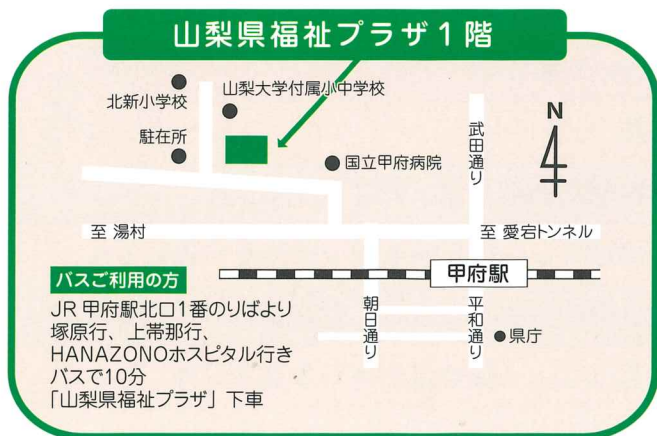 山梨県福祉プラザ1階
北新小学校
山梨大学付属小中学校
駐在所
国立甲府病院
武田通り
N
至 湯村
至 愛宕トンネル
甲府駅
朝日通り
平和通り
県庁
バスご利用の方
JR 甲府駅北口1番のりばより
塚原行、上帯那行、
HANAZONOホスピタル行き
バスで10分
「山梨県福祉プラザ」下車